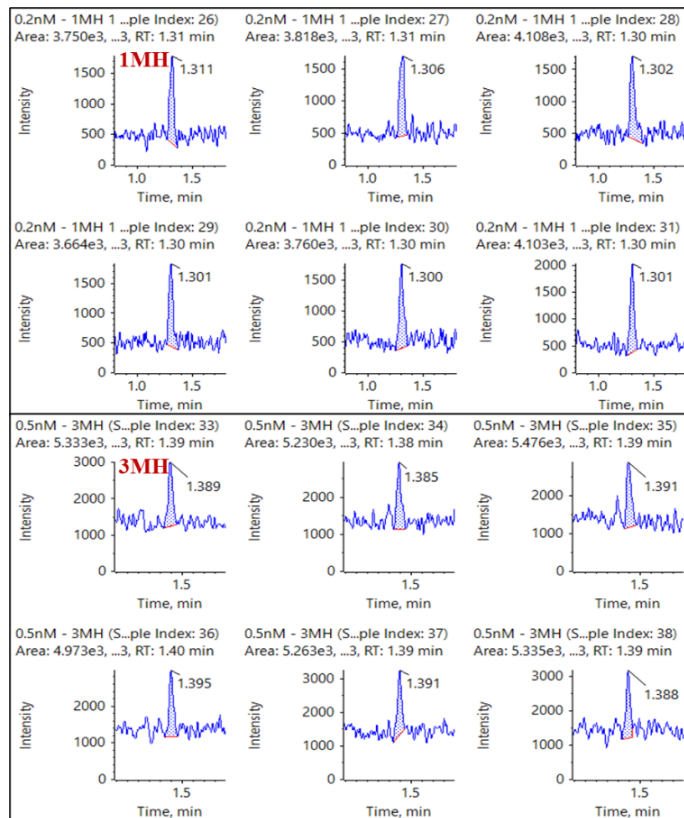 0.2nM - 1MH 1 ...ple Index: 26)
Area: 3.750e3, ...3, RT: 1.31 min
1MH
1.311
1500
1000
500
0
Intensity
1.0
1.5
Time, min
0.2nM - 1MH 1 ...ple Index: 27)
Area: 3.818e3, ...3, RT: 1.31 min
1.306
1500
1000
500
0
Intensity
1.0
1.5
Time, min
0.2nM - 1MH 1 ...ple Index: 28)
Area: 4.108e3, ...3, RT: 1.30 min
1.302
1500
1000
500
0
Intensity
1.0
1.5
Time, min
0.2nM - 1MH 1 ...ple Index: 29)
Area: 3.664e3, ...3, RT: 1.30 min
1.301
1500
1000
500
0
Intensity
1.0
1.5
Time, min
0.2nM - 1MH 1 ...ple Index: 30)
Area: 3.760e3, ...3, RT: 1.30 min
1.300
1500
1000
500
0
Intensity
1.0
1.5
Time, min
0.2nM - 1MH 1 ...ple Index: 31)
Area: 4.103e3, ...3, RT: 1.30 min
1.301
2000
1500
1000
500
0
Intensity
1.0
1.5
Time, min
0.5nM - 3MH (S...ple Index: 33)
Area: 5.333e3, ...3, RT: 1.39 min
3MH
1.389
3000
2000
1000
0
Intensity
1.5
Time, min
0.5nM - 3MH (S...ple Index: 34)
Area: 5.230e3, ...3, RT: 1.38 min
1.385
2000
1000
0
Intensity
1.5
Time, min
0.5nM - 3MH (S...ple Index: 35)
Area: 5.476e3, ...3, RT: 1.39 min
1.391
2000
1000
0
Intensity
1.5
Time, min
0.5nM - 3MH (S...ple Index: 36)
Area: 4.973e3, ...3, RT: 1.40 min
1.395
2000
1000
0
Intensity
1.5
Time, min
0.5nM - 3MH (S...ple Index: 37)
Area: 5.263e3, ...3, RT: 1.39 min
1.391
3000
2000
1000
0
Intensity
1.5
Time, min
0.5nM - 3MH (S...ple Index: 38)
Area: 5.335e3, ...3, RT: 1.39 min
1.388
3000
2000
1000
0
Intensity
1.5
Time, min